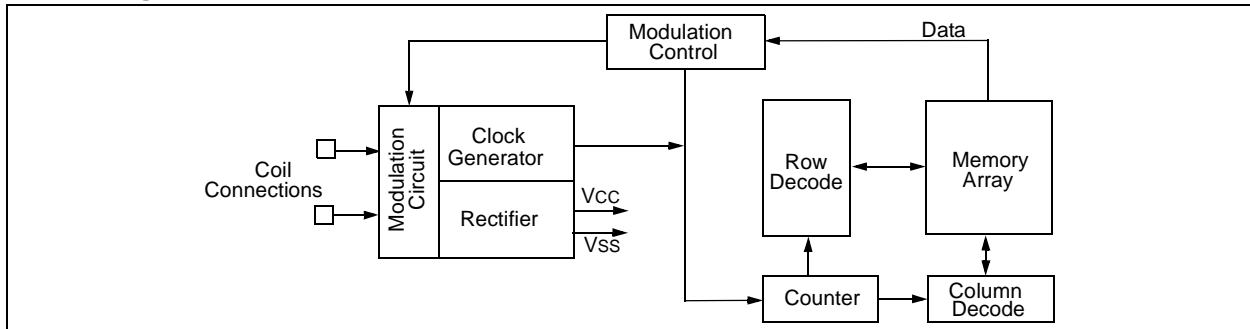 Modulation
Control
Data
Coil
Connections
Modulation
Circuit
Clock
Generator
Rectifier
VCC
VSS
Row
Decode
Memory
Array
Counter
Column
Decode